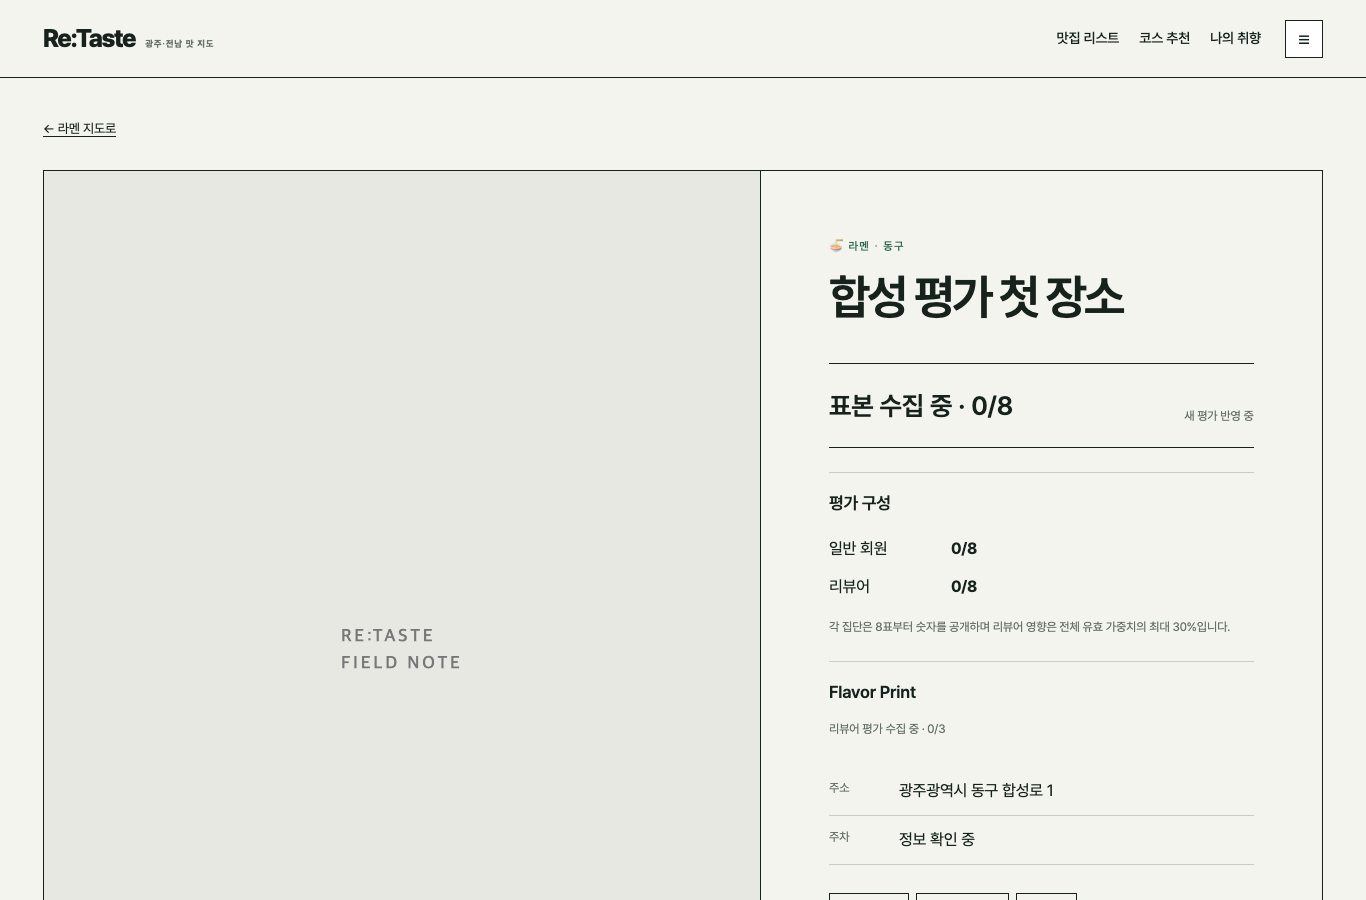 Re:Taste 광주·전남 맛 지도
맛집 리스트 코스 추천 나의 취향 ≡
← 라멘 지도로
🍜 라멘 · 동구
합성 평가 첫 장소
표본 수집 중 · 0/8
새 평가 반영 중
평가 구성
일반 회원 0/8
리뷰어 0/8
각 집단은 8표부터 숫자를 공개하며 리뷰어 영향은 전체 유효 가중치의 최대 30%입니다.
RE:TASTE
FIELD NOTE
Flavor Print
리뷰어 평가 수집 중 · 0/3
주소 광주광역시 동구 합성로 1
주차 정보 확인 중